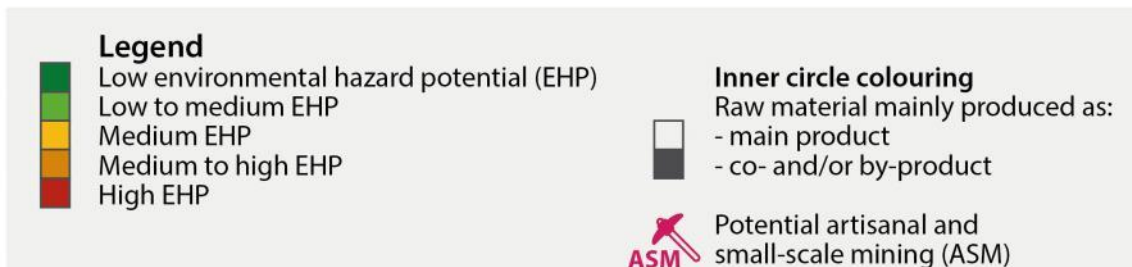 Legend
Low environmental hazard potential (EHP)
Low to medium EHP
Medium EHP
Medium to high EHP
High EHP
Inner circle colouring
Raw material mainly produced as:
- main product
- co- and/or by-product
ASM
Potential artisanal and
small-scale mining (ASM)